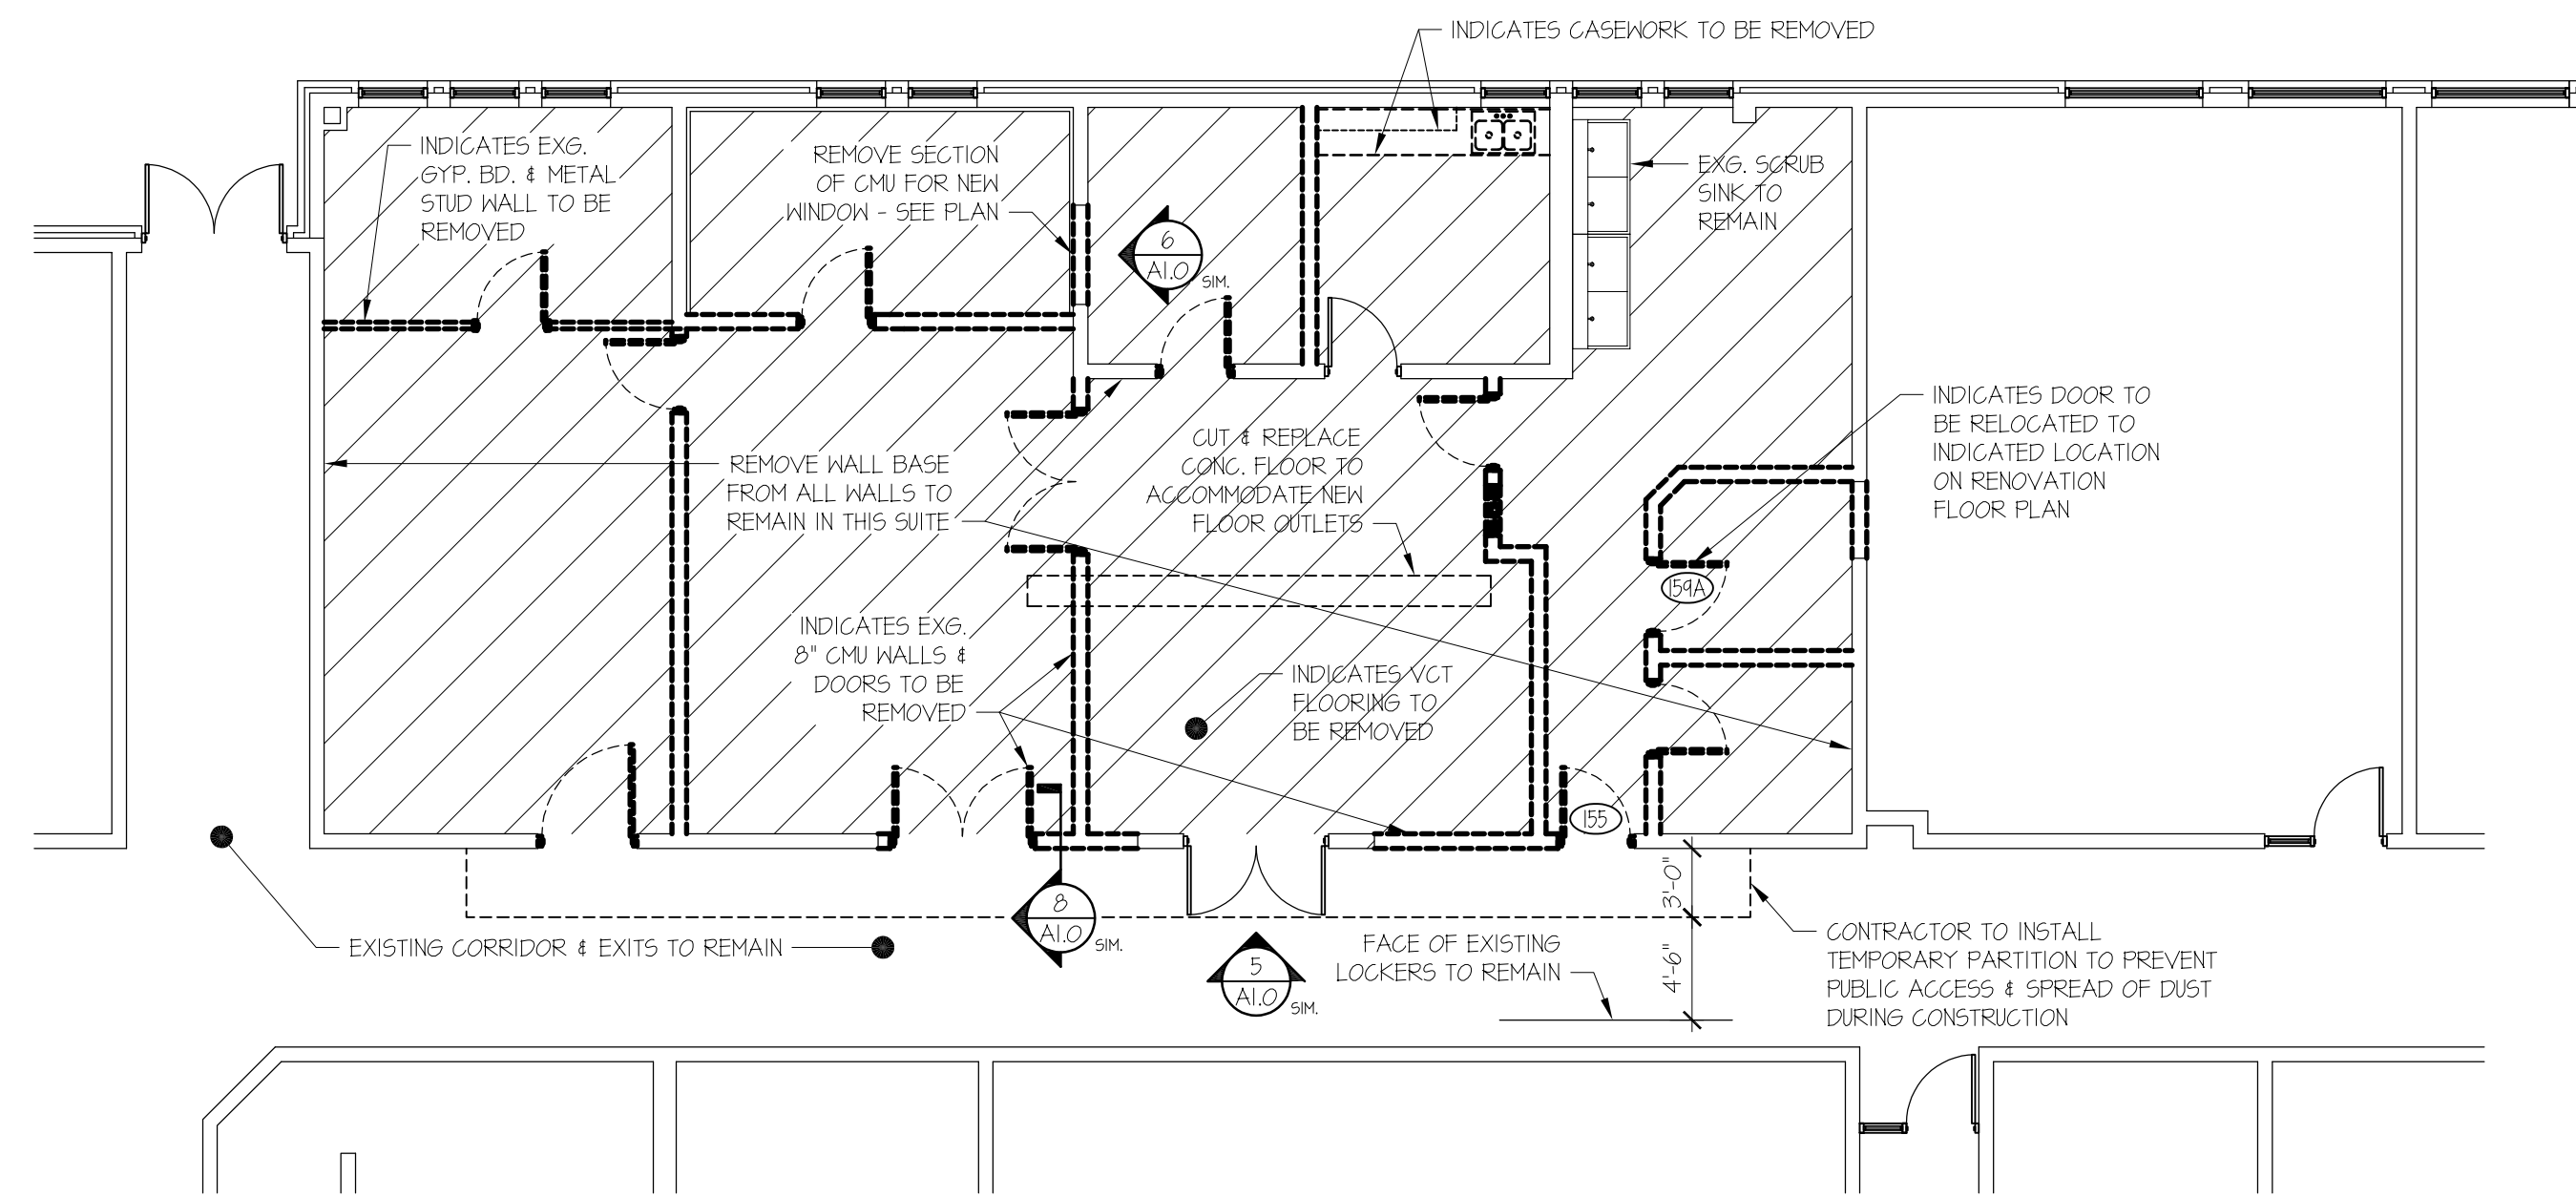 INDICATES CASEWORK TO BE REMOVED
INDICATES EXG.
GYP. BD. & METAL
STUD WALL TO BE
REMOVED
REMOVE SECTION
OF CMU FOR NEW
WINDOW - SEE PLAN
6
A1.0
SIM.
EXG. SCRUB
SINK TO
REMAIN
INDICATES DOOR TO
BE RELOCATED TO
INDICATED LOCATION
ON RENOVATION
FLOOR PLAN
REMOVE WALL BASE
FROM ALL WALLS TO
REMAIN IN THIS SUITE
CUT & REPLACE
CONC. FLOOR TO
ACCOMMODATE NEW
FLOOR OUTLETS
159A
INDICATES EXG.
8" CMU WALLS &
DOORS TO BE
REMOVED
INDICATES VCT
FLOORING TO
BE REMOVED
155
3'-0"
4'-6"
8
A1.0
SIM.
5
A1.0
SIM.
EXISTING CORRIDOR & EXITS TO REMAIN
FACE OF EXISTING
LOCKERS TO REMAIN
CONTRACTOR TO INSTALL
TEMPORARY PARTITION TO PREVENT
PUBLIC ACCESS & SPREAD OF DUST
DURING CONSTRUCTION